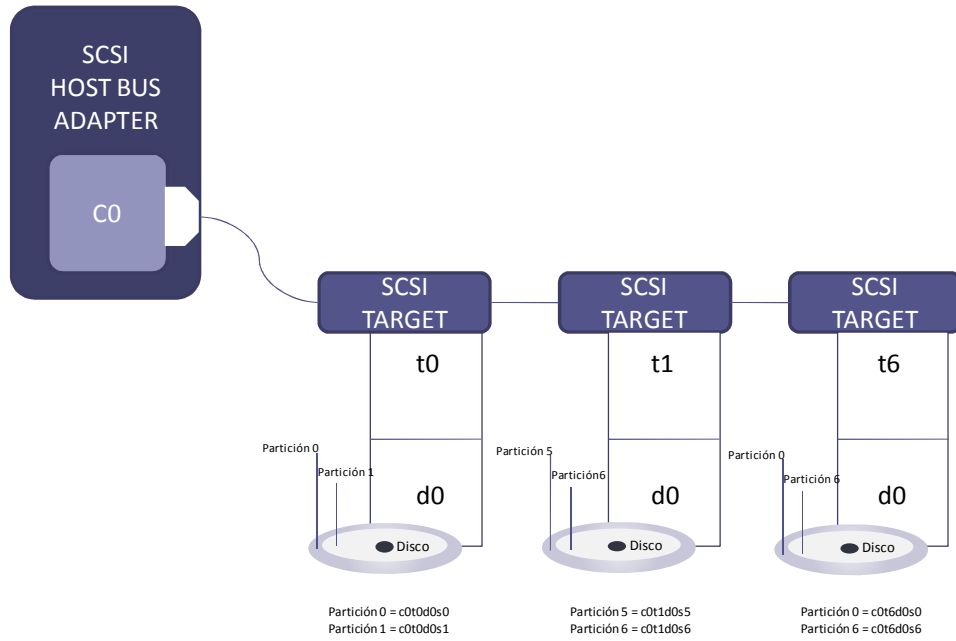 SCSI
HOST BUS
ADAPTER
C0
SCSI
TARGET
SCSI
TARGET
SCSI
TARGET
t0
t1
t6
Partición 0
Partición 1
d0
Partición 5
Partición6
d0
Partición 0
Partición 6
d0
Disco
Disco
Disco
Partición 0 = c0t0d0s0
Partición 1 = c0t0d0s1
Partición 5 = c0t1d0s5
Partición 6 = c0t1d0s6
Partición 0 = c0t6d0s0
Partición 6 = c0t6d0s6